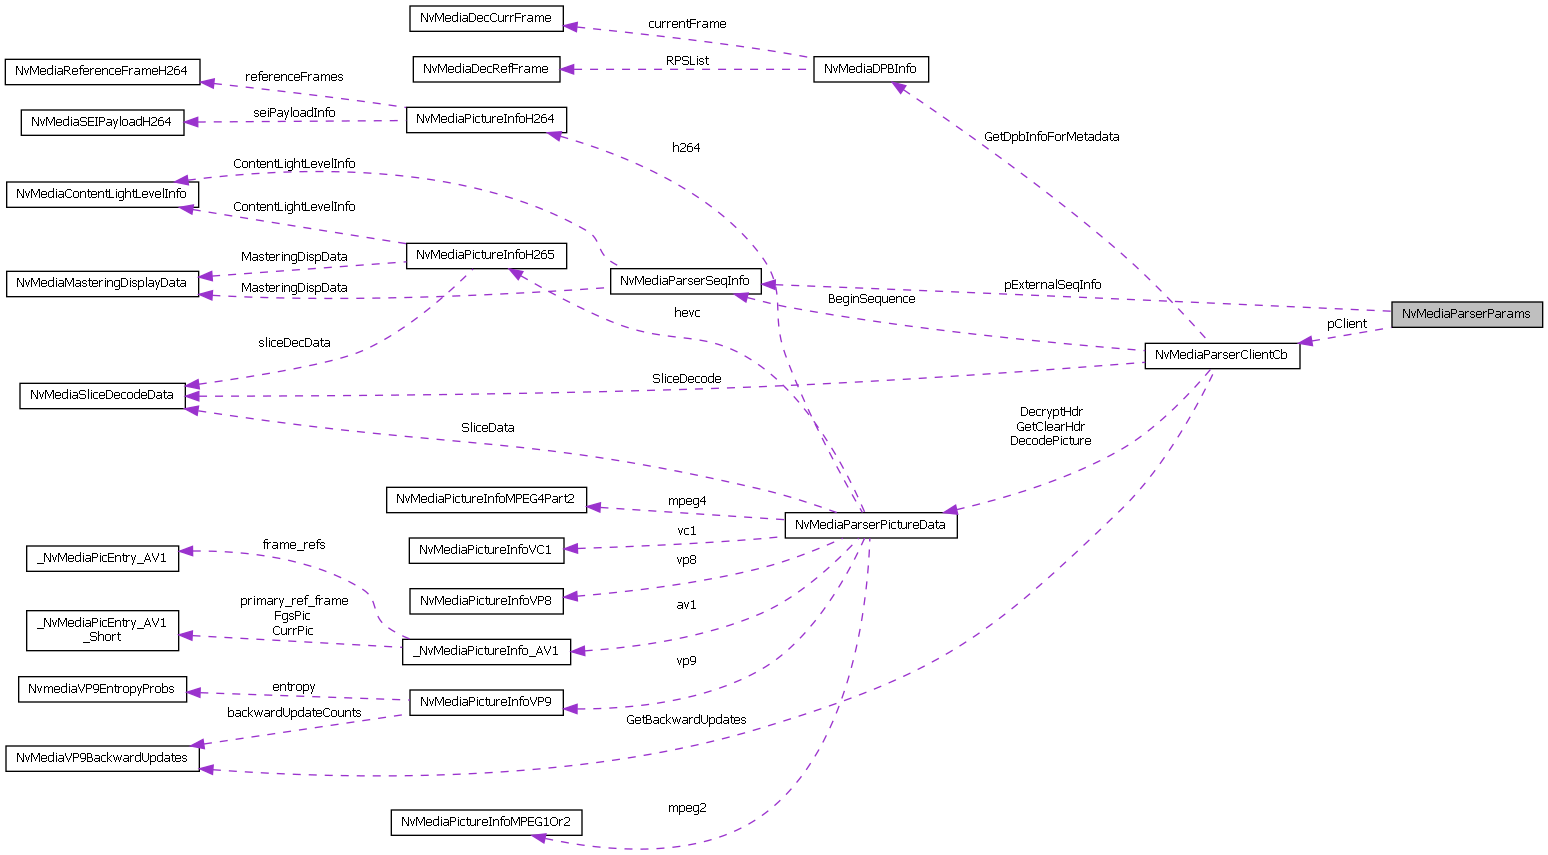 NvMediaDecCurrFrame
currentFrame
NvMediaReferenceFrameH264
referenceFrames
NvMediaDecRefFrame
RPSList
NvMediaDPBInfo
NvMediaSEIPayloadH264
seiPayloadInfo
NvMediaPictureInfoH264
h264
GetDpbInfoForMetadata
ContentLightLevelInfo
NvMediaContentLightLevelInfo
ContentLightLevelInfo
MasteringDispData
NvMediaPictureInfoH265
NvMediaMasteringDisplayData
MasteringDispData
NvMediaParserSeqInfo
pExternalSeqInfo
BeginSequence
hevc
NvMediaParserParams
pClient
sliceDecData
NvMediaParserClientCb
NvMediaSliceDecodeData
SliceDecode
SliceData
DecryptHdr
GetClearHdr
DecodePicture
NvMediaPictureInfoMPEG4Part2
mpeg4
NvMediaParserPictureData
vc1
NvMediaPictureInfoVC1
frame_refs
_NvMediaPicEntry_AV1
vp8
NvMediaPictureInfoVP8
av1
primary_ref_frame
FgsPic
CurrPic
_NvMediaPicEntry_AV1
_Short
_NvMediaPictureInfo_AV1
vp9
NvmediaVP9EntropyProbs
entropy
NvMediaPictureInfoVP9
backwardUpdateCounts
GetBackwardUpdates
NvMediaVP9BackwardUpdates
mpeg2
NvMediaPictureInfoMPEG1Or2